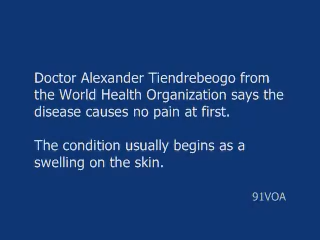 Doctor Alexander Tiendrebeogo from
the World Health Organization says the
disease causes no pain at first.
The condition usually begins as a
swelling on the skin.
91VOA